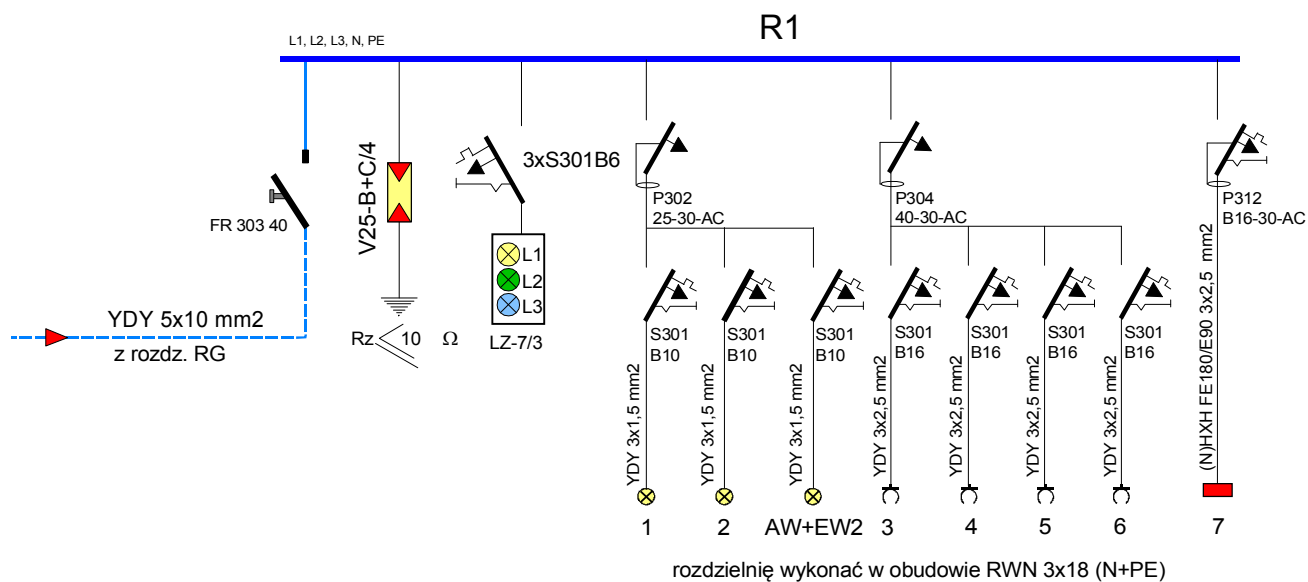 R1
L1, L2, L3, N, PE
FR 303 40
YDY 5x10 mm2
z rozdz. RG
V25-B+C/4
Rz 10 Ω
3xS301B6
L1
L2
L3
LZ-7/3
P302
25-30-AC
P304
40-30-AC
P312
B16-30-AC
S301
B10
S301
B10
S301
B10
S301
B16
S301
B16
S301
B16
S301
B16
YDY 3x1,5 mm2
YDY 3x1,5 mm2
YDY 3x1,5 mm2
YDY 3x2,5 mm2
YDY 3x2,5 mm2
YDY 3x2,5 mm2
YDY 3x2,5 mm2
(N)HXH FE180/E90 3x2,5 mm2
1 2 AW+EW2 3 4 5 6 7
rozdzielnię wykonać w obudowie RWN 3x18 (N+PE)